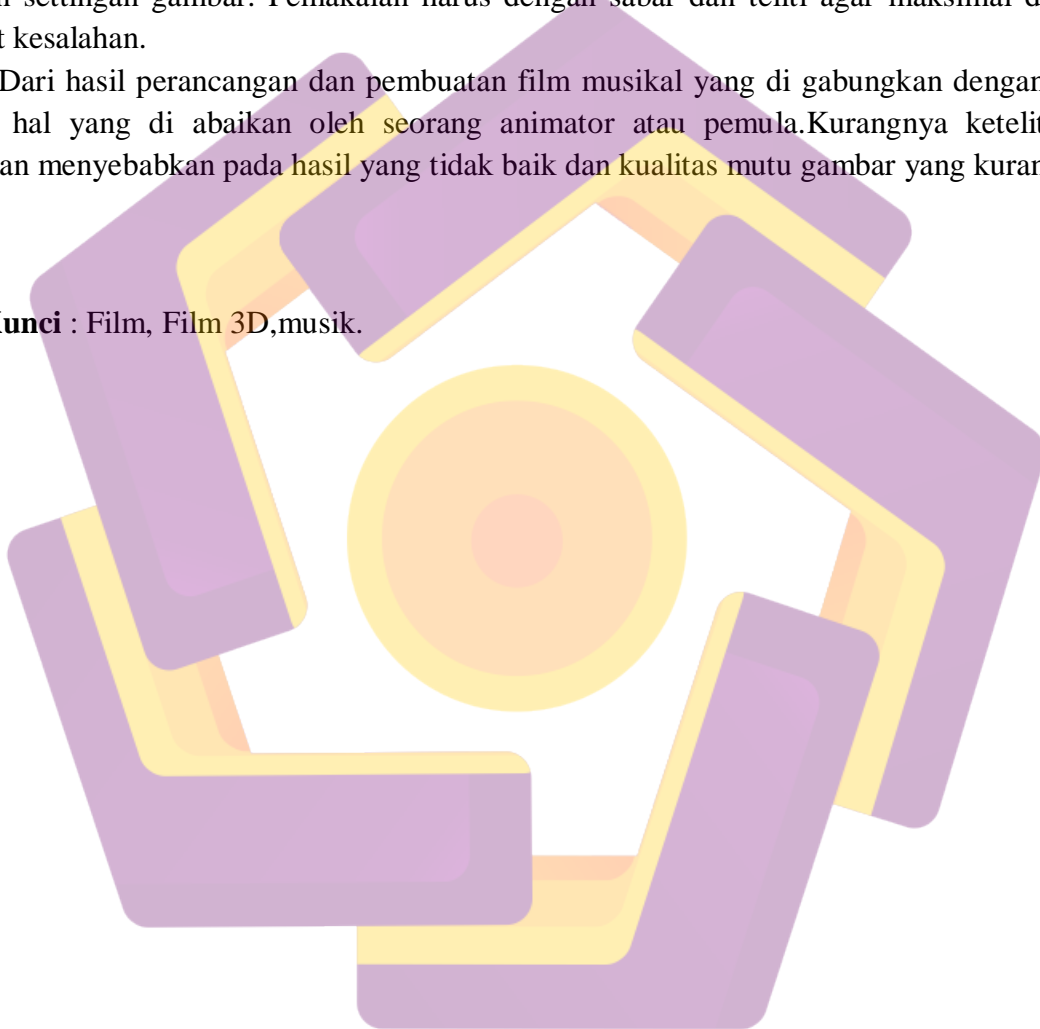 settingan gambar. Pemakaian harus dengan sabar dan teliti agar maksimal d
t kesalahan.
Dari hasil perancangan dan pembuatan film musikal yang di gabungkan dengan
hal yang di abaikan oleh seorang animator atau pemula.Kurangnya ketelit
an menyebabkan pada hasil yang tidak baik dan kualitas mutu gambar yang kuran
Kunci : Film, Film 3D,musik.